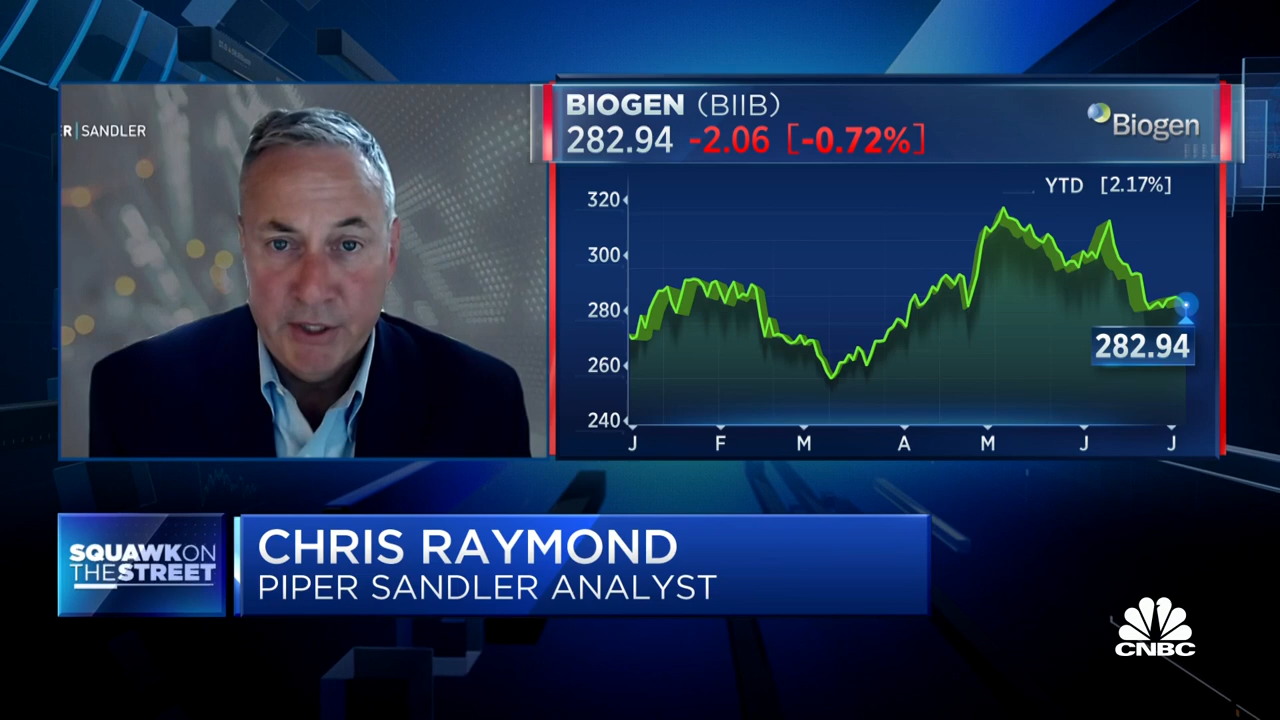 R|SANDLER
BIOGEN (BIIB)
282.94 -2.06 [-0.72%]
Biogen
YTD [2.17%]
320
300
280
260
240
282.94
J F M A M J J
SQUAWK ON
THE STREET
CHRIS RAYMOND
PIPER SANDLER ANALYST
CNBC